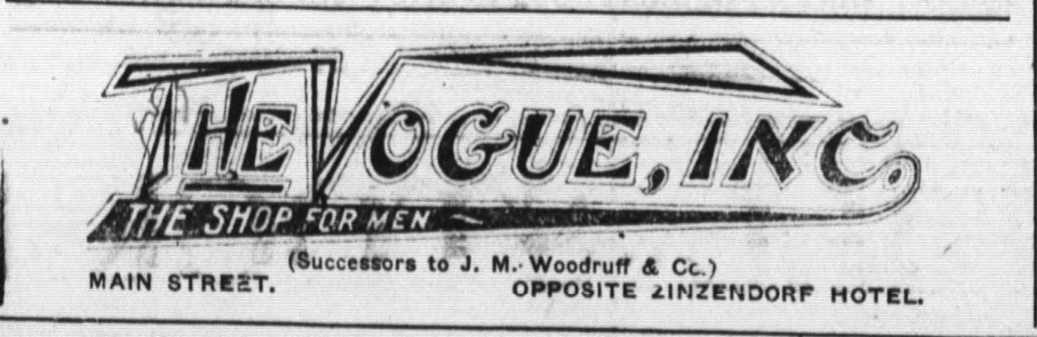 THE VOGUE, INC.
THE SHOP FOR MEN
(Successors to J. M. Woodruff & Co.)
MAIN STREET. OPPOSITE ZINZENDORF HOTEL.